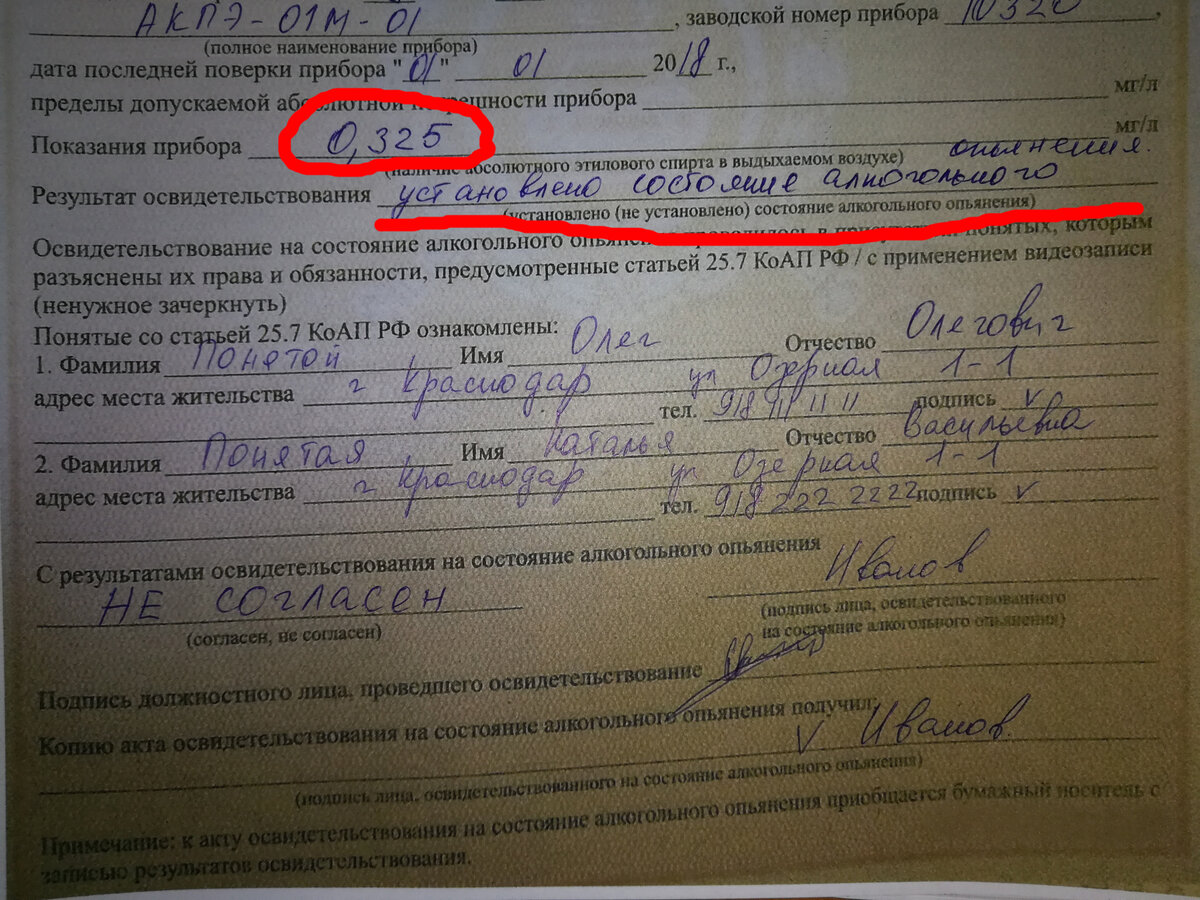 АКПЭ-01М-01, заводской номер прибора 10320,
(полное наименование прибора)
дата последней поверки прибора "01" 01 2018 г.,
пределы допускаемой абсолютной погрешности прибора мг/л
Показания прибора 0,325 мг/л
(наличие абсолютного этилового спирта в выдыхаемом воздухе) опьянения.
Результат освидетельствования установлено состояние алкогольного
(установлено (не установлено) состояние алкогольного опьянения)
Освидетельствование на состояние алкогольного опьянения проводилось в присутствии понятых, которым
разъяснены их права и обязанности, предусмотренные статьей 25.7 КоАП РФ / с применением видеозаписи
(ненужное зачеркнуть)
Понятые со статьей 25.7 КоАП РФ ознакомлены:
1. Фамилия Понятой Имя Олег Отчество Олегович
адрес места жительства г Краснодар ул Озерная 1-1
тел. 918 111 11 11 подпись v
2. Фамилия Понятая Имя Наталья Отчество Васильевна
адрес места жительства г Краснодар ул Озерная 1-1
тел. 918 222 2222 подпись v
С результатами освидетельствования на состояние алкогольного опьянения
НЕ СОГЛАСЕН Иванов
(согласен, не согласен) (подпись лица, освидетельствованного
на состояние алкогольного опьянения)
Подпись должностного лица, проведшего освидетельствование
Копию акта освидетельствования на состояние алкогольного опьянения получил:
v Иванов
(подпись лица, освидетельствованного на состояние алкогольного опьянения)
Примечание: к акту освидетельствования на состояние алкогольного опьянения приобщается бумажный носитель с
записью результатов освидетельствования.